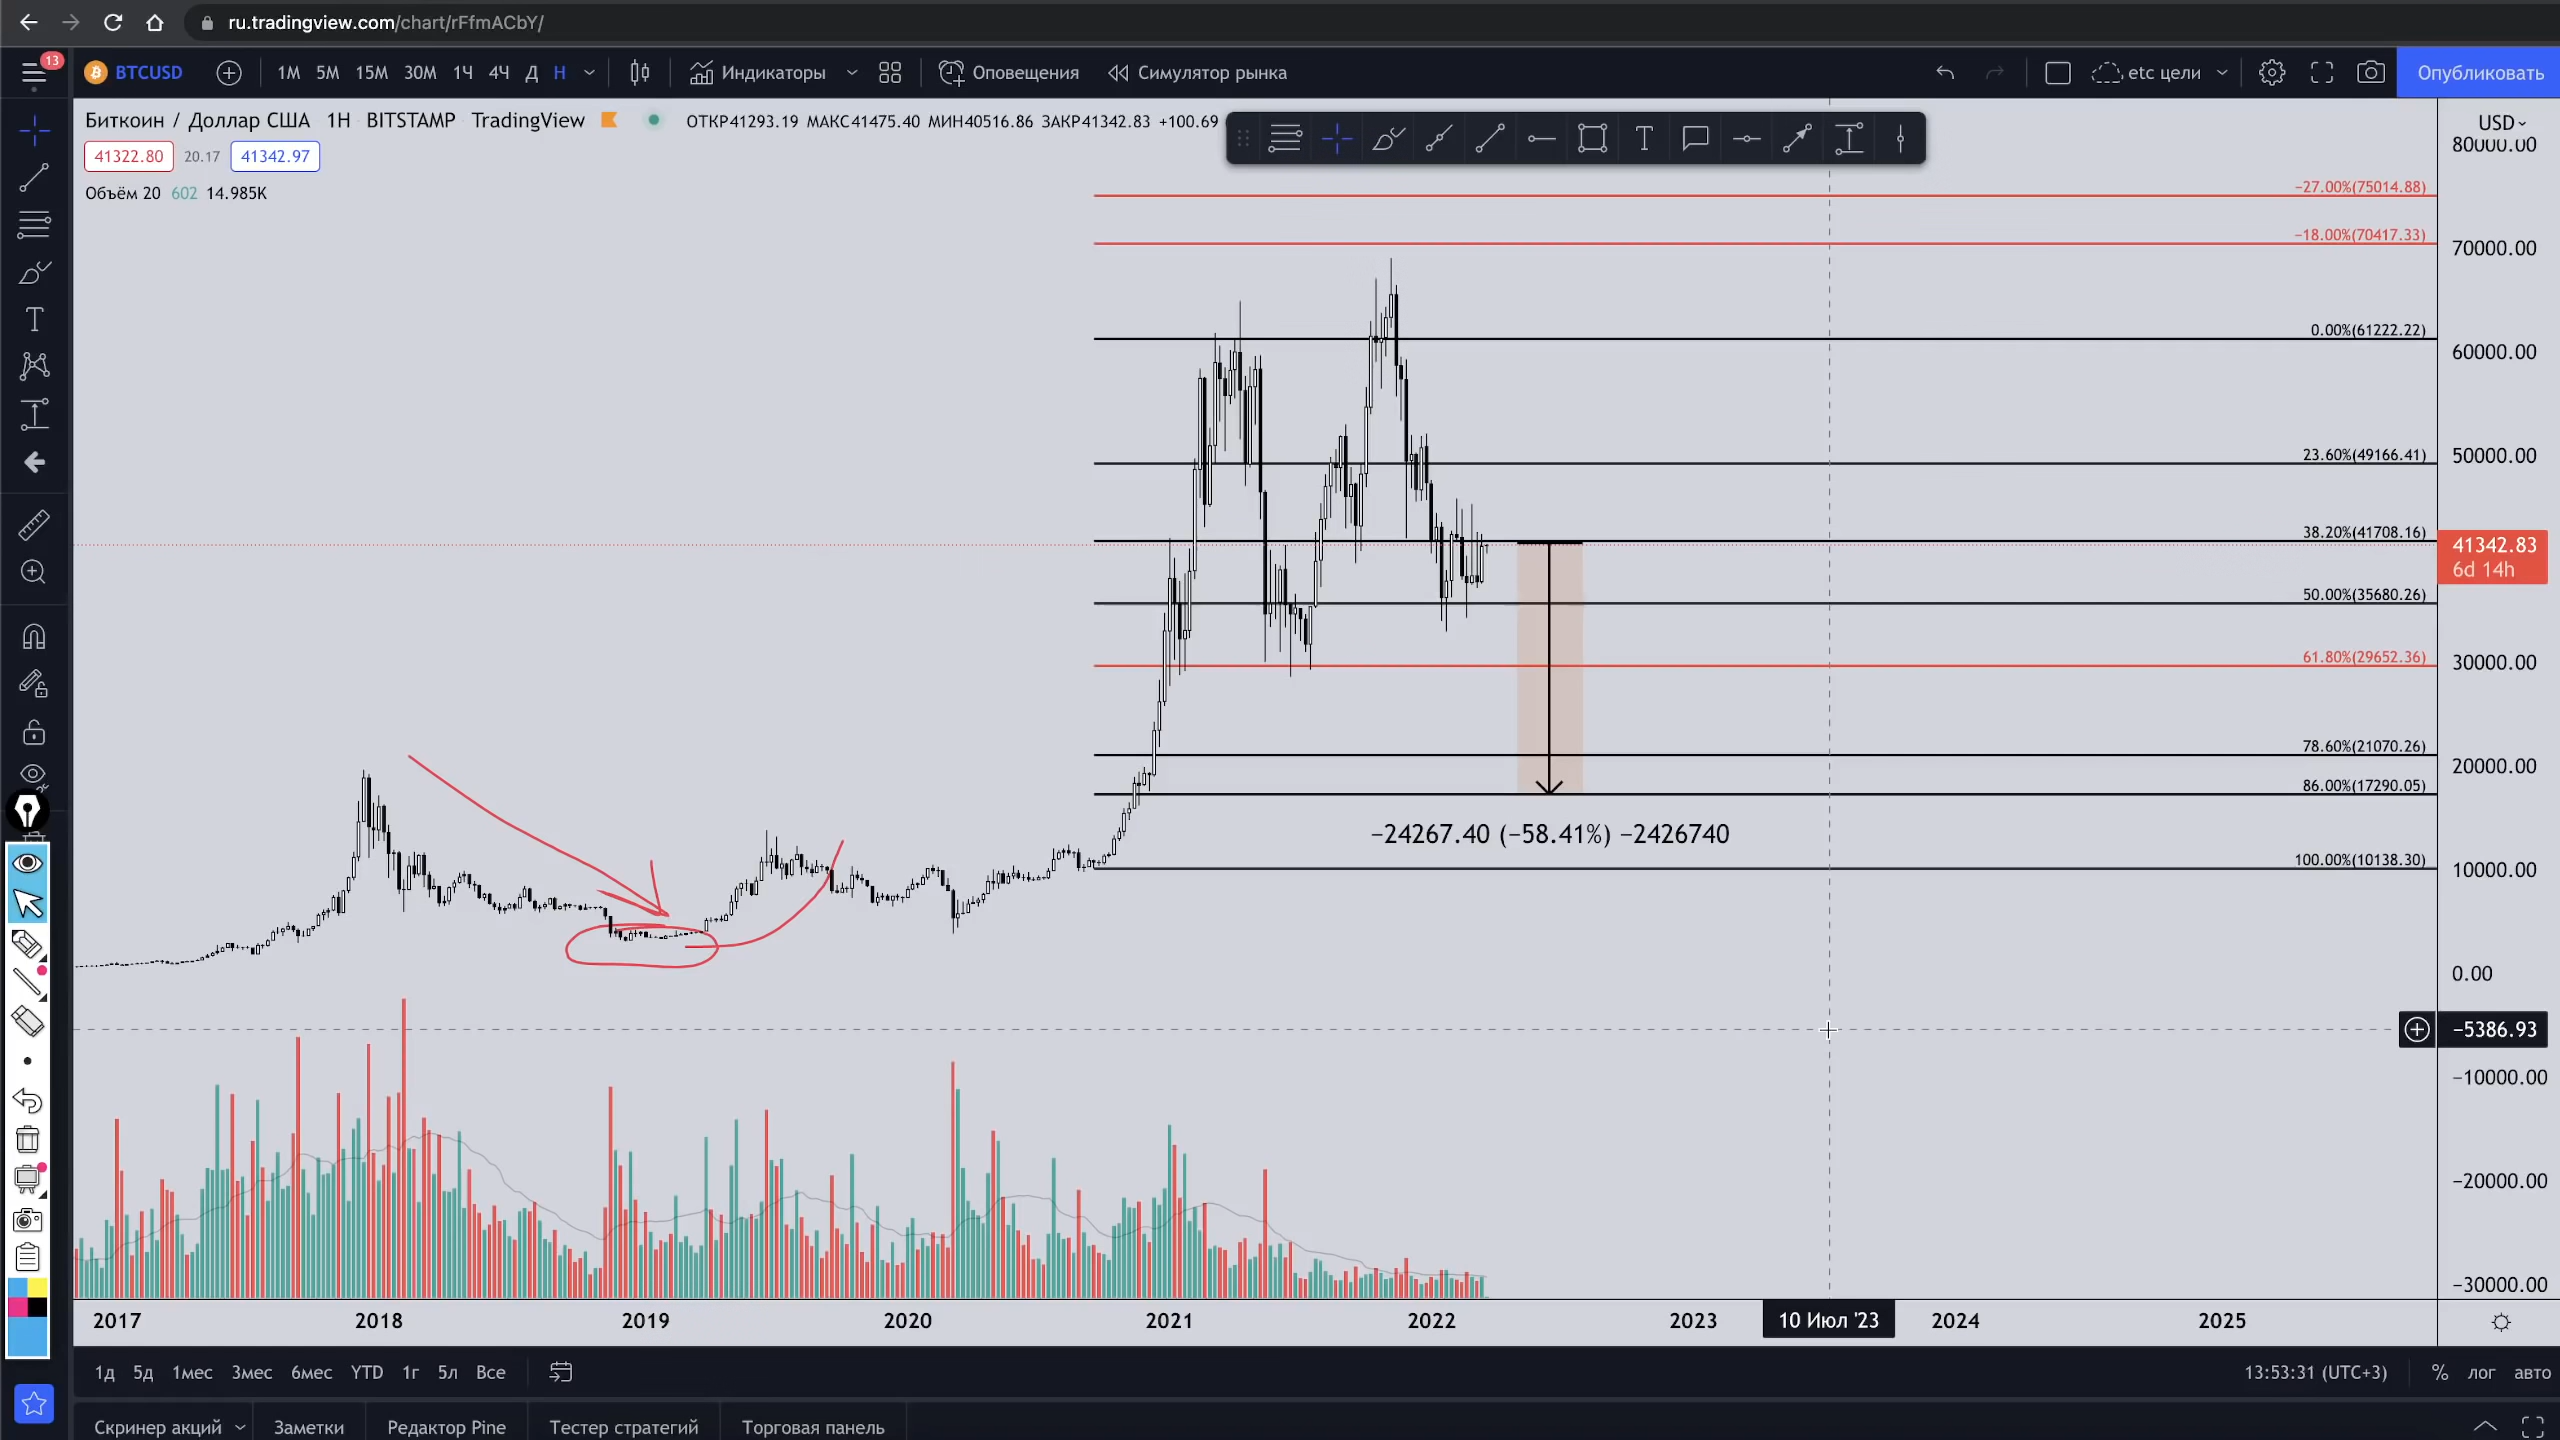 ru.tradingview.com/chart/rFfmACbY/
13
BTCUSD
1М 5М 15М 30М 1Ч 4Ч Д Н
Индикаторы
Оповещения
Симулятор рынка
etc цели
Опубликовать
Биткоин / Доллар США 1Н BITSTAMP TradingView
ОТКР41293.19 МАКС41475.40 МИН40516.86 ЗАКР41342.83 +100.69
41322.80 20.17 41342.97
Объём 20 602 14.985K
USD
80000.00
−27.00%(75014.88)
−18.00%(70417.33)
70000.00
0.00%(61222.22)
60000.00
23.60%(49166.41)
50000.00
38.20%(41708.16)
41342.83
6d 14h
50.00%(35680.26)
61.80%(29652.36)
30000.00
78.60%(21070.26)
20000.00
86.00%(17290.05)
−24267.40 (−58.41%) −2426740
100.00%(10138.30)
10000.00
0.00
−5386.93
−10000.00
−20000.00
−30000.00
2017 2018 2019 2020 2021 2022 2023 10 Июл '23 2024 2025
1д 5д 1мес 3мес 6мес YTD 1г 5л Все
13:53:31 (UTC+3) % лог авто
Скринер акций Заметки Редактор Pine Тестер стратегий Торговая панель